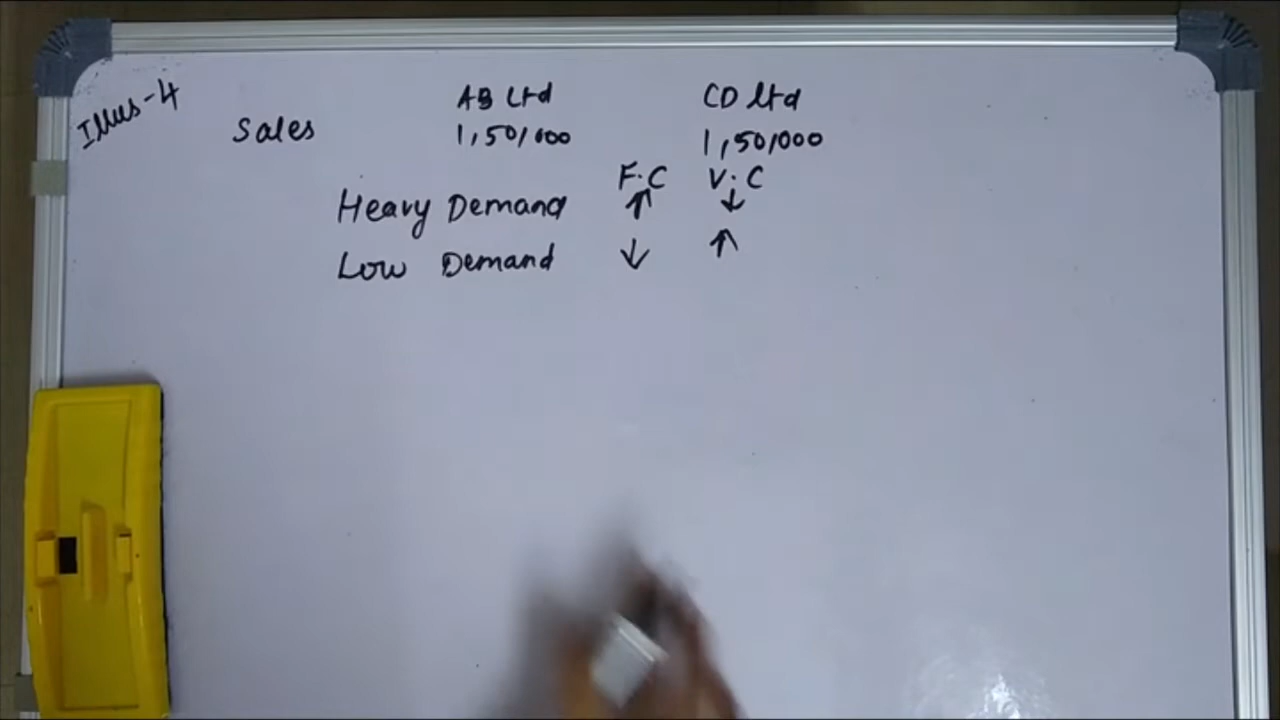 Illus-4
AB Ltd CD Ltd
Sales 1,50,000 1,50,000
F.C V.C
Heavy Demand ↑ ↓
Low Demand ↓ ↑